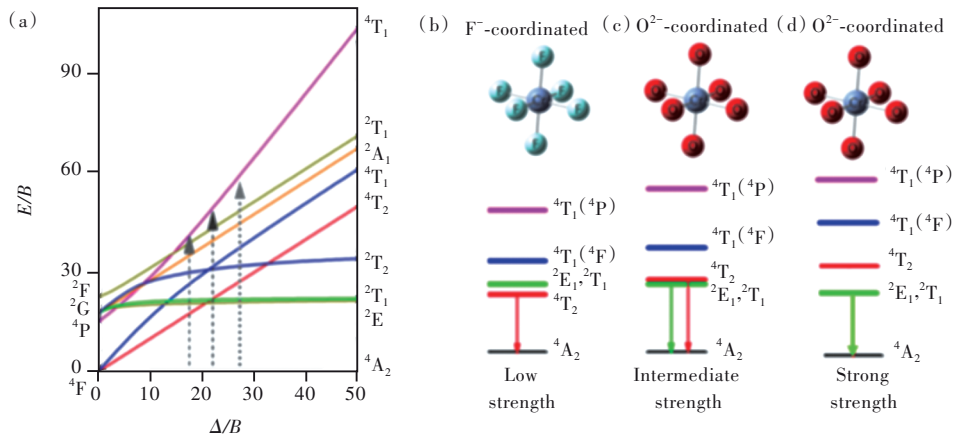 (a)
E/B
90
60
30
0
²F
²G
⁴P
⁴F
0 10 20 30 40 50
Δ/B
⁴T₁
²T₁
²A₁
⁴T₁
⁴T₂
²T₂
²T₁
²E
⁴A₂
(b) F⁻-coordinated
F
F
F
F
F
F
⁴T₁(⁴P)
⁴T₁(⁴F)
²E₁,²T₁
⁴T₂
⁴A₂
Low
strength
(c) O²⁻-coordinated
O
O
O
O
O
O
⁴T₁(⁴P)
⁴T₁(⁴F)
⁴T₂
²E₁,²T₁
⁴A₂
Intermediate
strength
(d) O²⁻-coordinated
O
O
O
O
O
O
⁴T₁(⁴P)
⁴T₁(⁴F)
⁴T₂
²E₁,²T₁
⁴A₂
Strong
strength